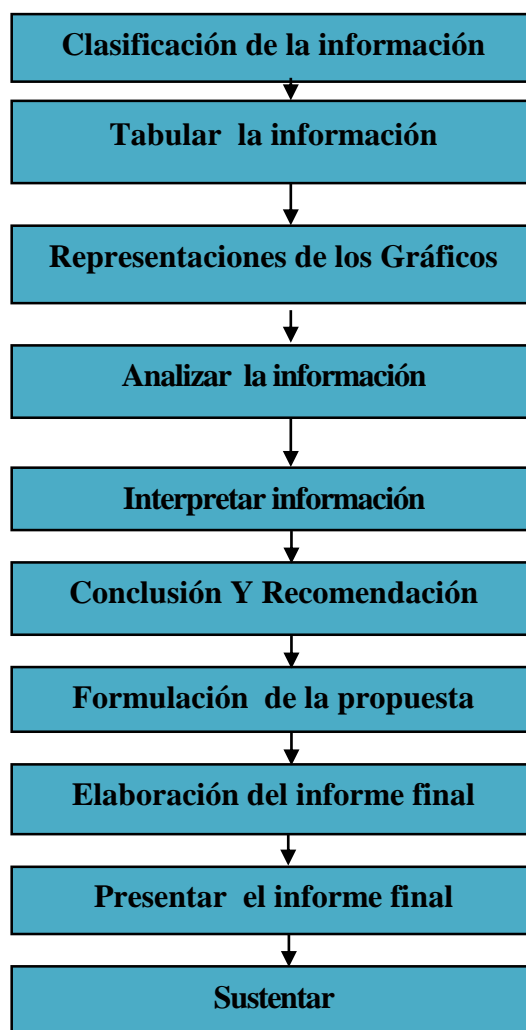 Clasificación de la información
Tabular la información
Representaciones de los Gráficos
Analizar la información
Interpretar información
Conclusión Y Recomendación
Formulación de la propuesta
Elaboración del informe final
Presentar el informe final
Sustentar